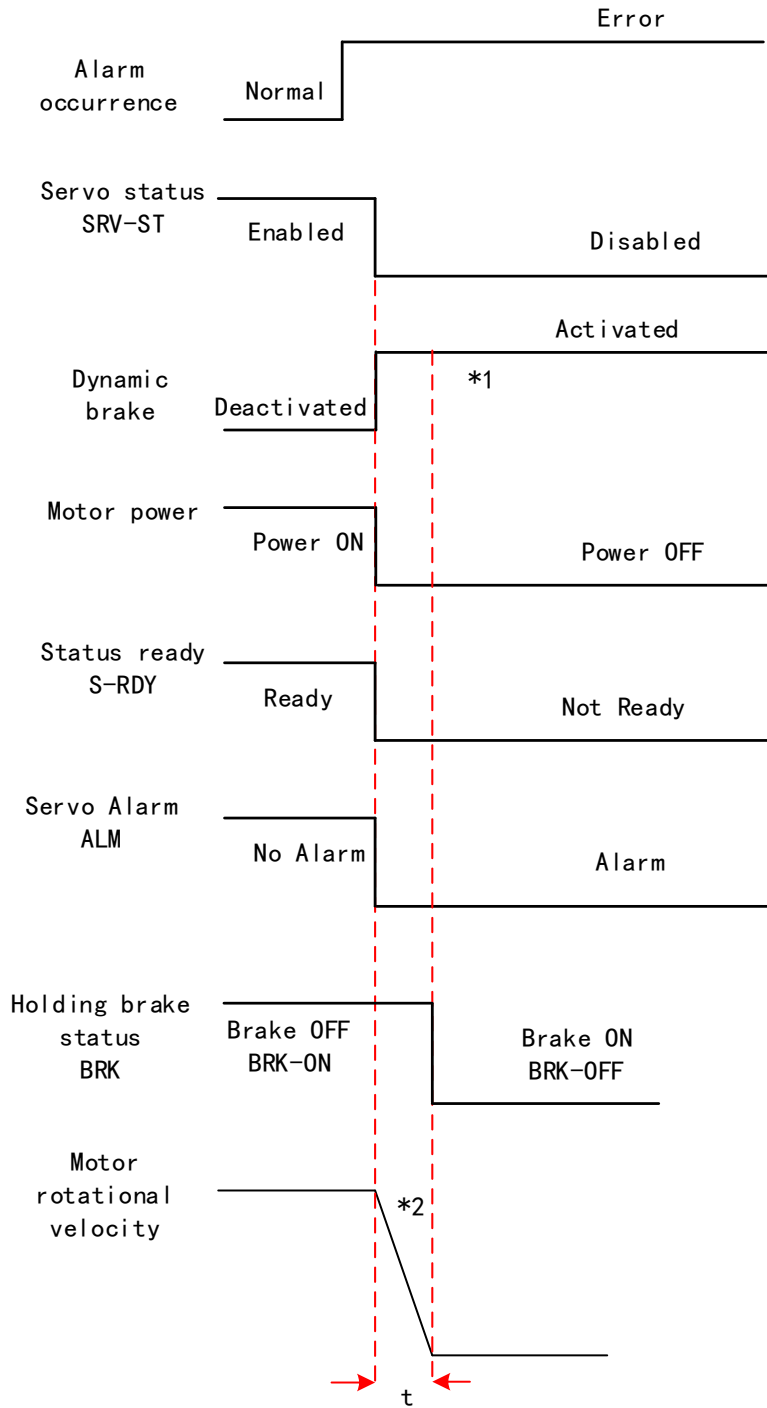 Error
Alarm
occurrence
Normal
Servo status
SRV-ST
Enabled
Disabled
Activated
*1
Dynamic
brake
Deactivated
Motor power
Power ON
Power OFF
Status ready
S-RDY
Ready
Not Ready
Servo Alarm
ALM
No Alarm
Alarm
Holding brake
status
BRK
Brake OFF
BRK-ON
Brake ON
BRK-OFF
Motor
rotational
velocity
*2
t